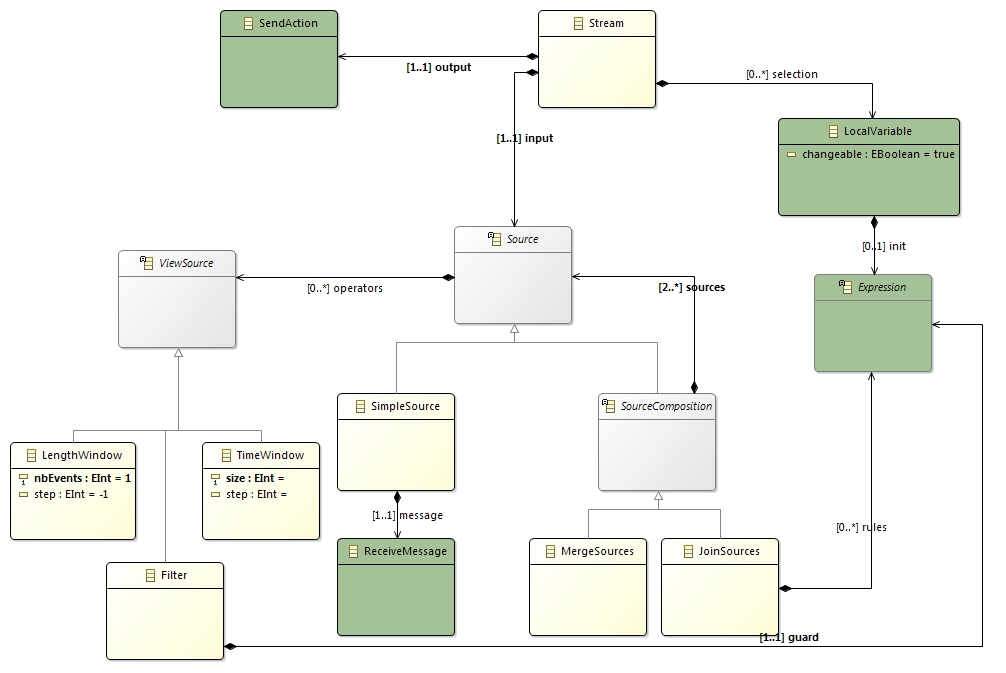 SendAction
Stream
[1..1] output
[0..*] selection
[1..1] input
LocalVariable
changeable : EBoolean = true
[0..1] init
Source
ViewSource
[0..*] operators
[2..*] sources
Expression
SimpleSource
SourceComposition
LengthWindow
nbEvents : EInt = 1
step : EInt = -1
TimeWindow
size : EInt =
step : EInt =
[1..1] message
[0..*] rules
ReceiveMessage
MergeSources
JoinSources
Filter
[1..1] guard